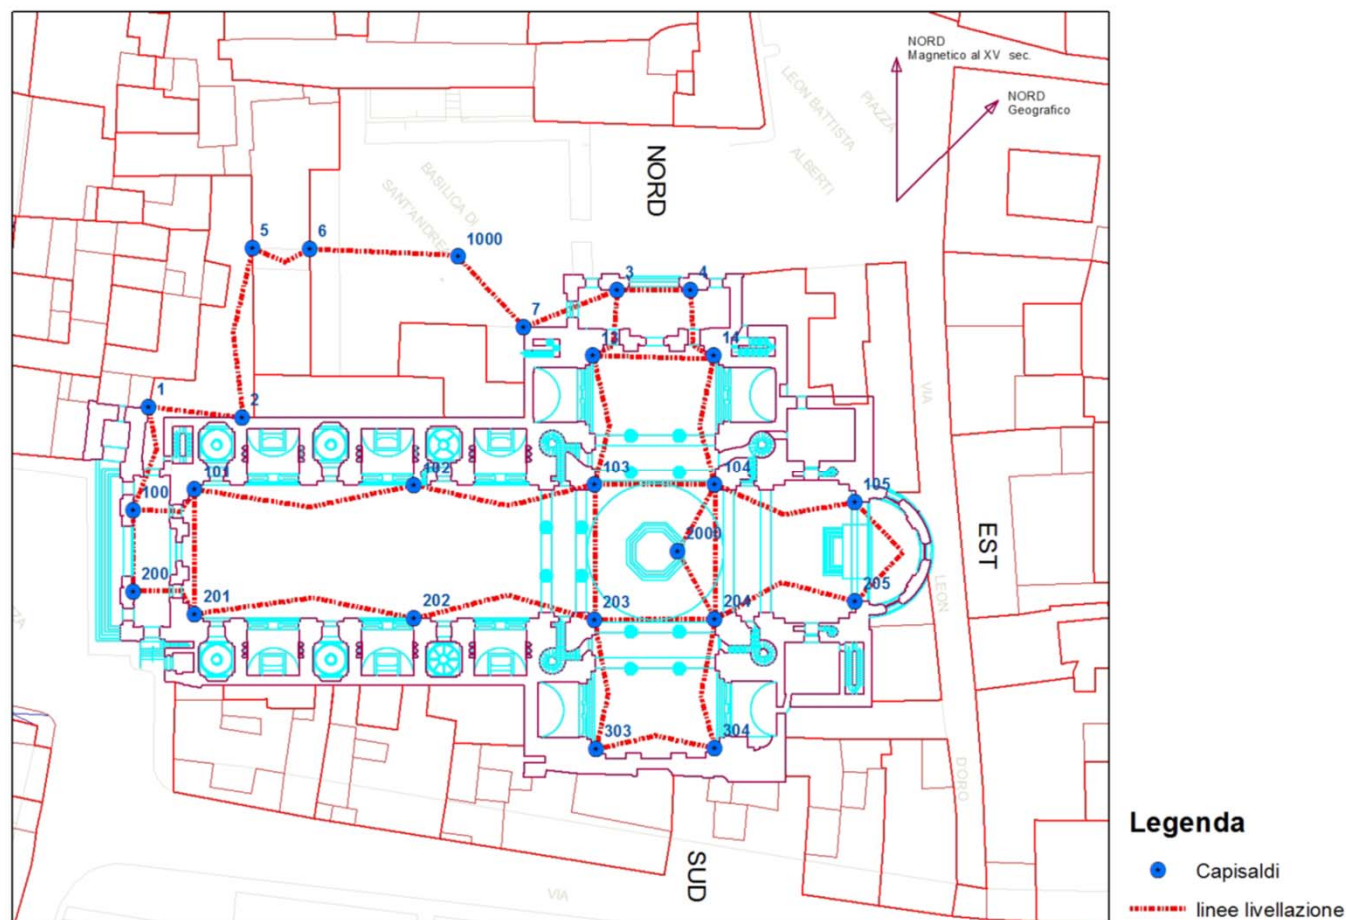 NORD
Magnetico al XV sec.
NORD
Geografico
LEON BATTISTA
PIAZZA
ALBERTI
NORD
BASILICA DI
SANT'ANDREA
5
6
1000
3
4
7
14
1
2
VIA
101
102
103
104
100
105
2000
EST
200
205
LEON
201
202
203
204
303
304
D'ORO
SUD
VIA
Legenda
Capisaldi
linee livellazione